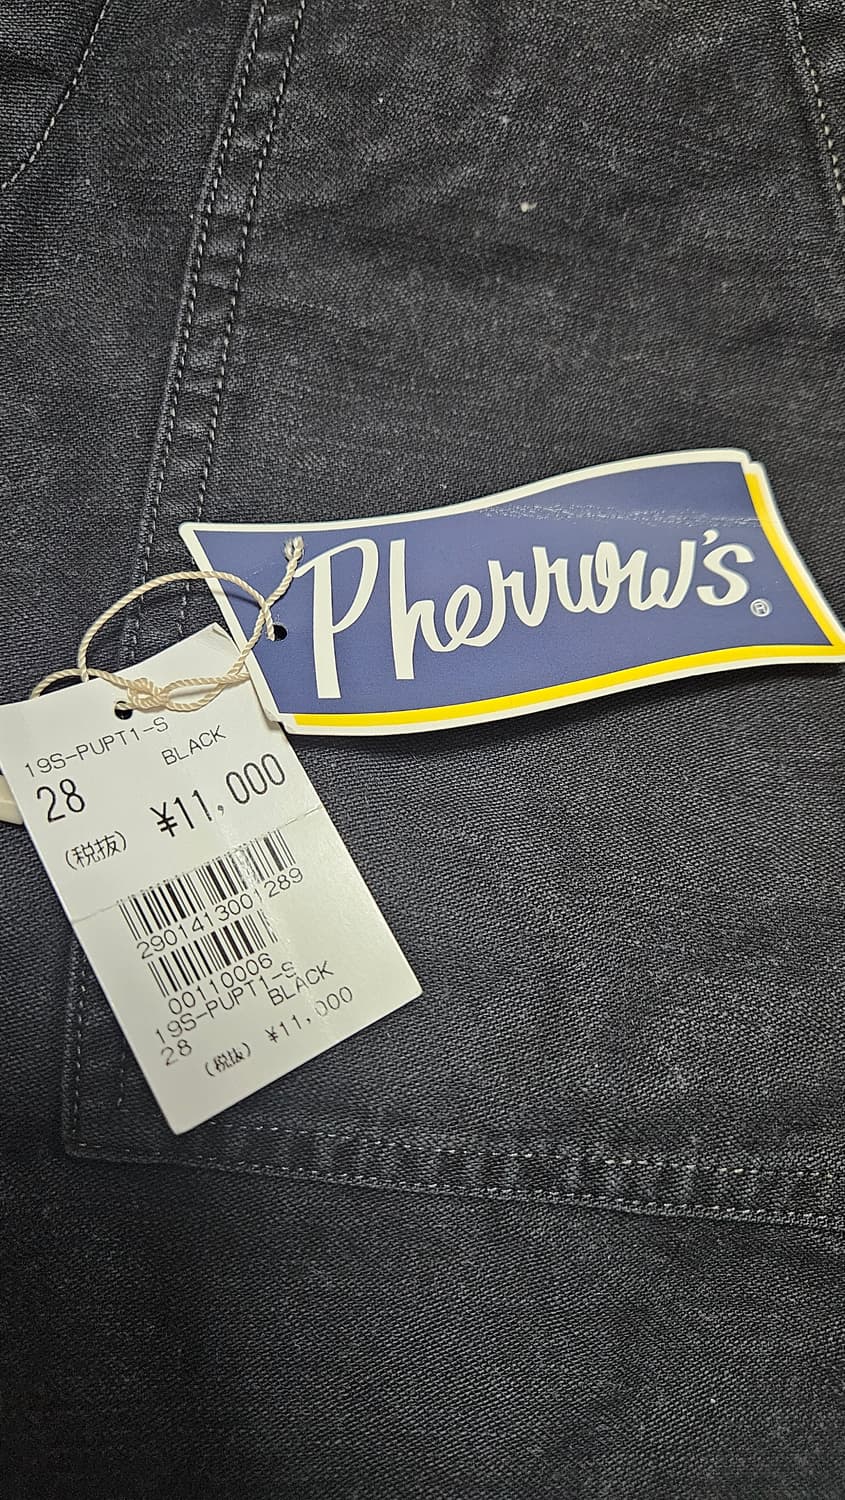 Pherrow's®
19S-PUPT1-S
BLACK
28
¥11,000
(税抜)
2901413001289
00110006
19S-PUPT1-S
BLACK
28
(税抜) ¥11,000